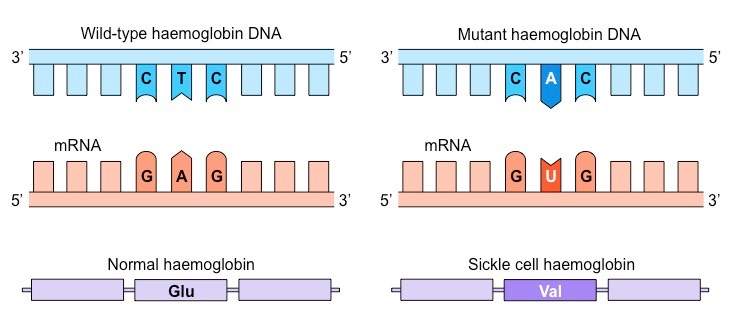 Wild-type haemoglobin DNA
3’ 5’
C T C
mRNA
G A G
5’ 3’
Normal haemoglobin
Glu
Mutant haemoglobin DNA
3’ 5’
C A C
mRNA
G U G
5’ 3’
Sickle cell haemoglobin
Val